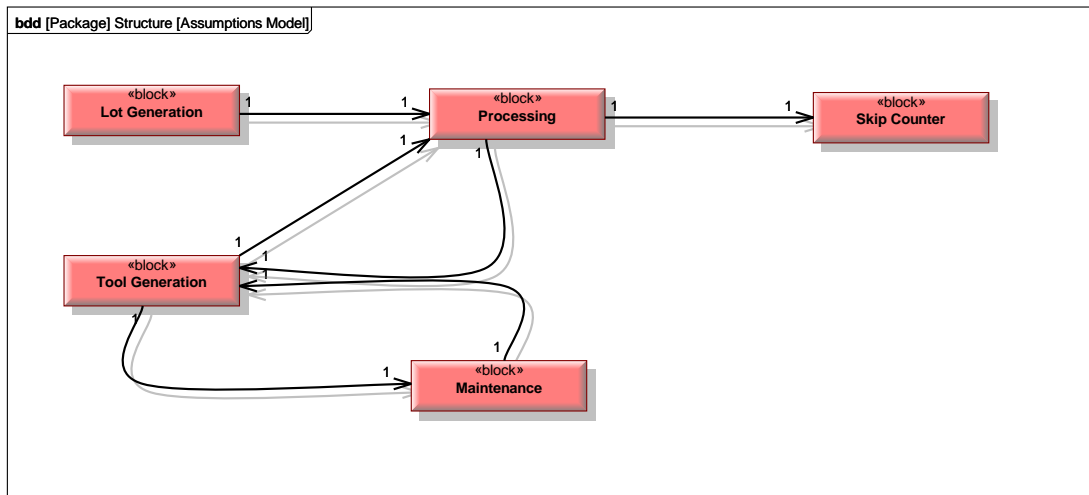 bdd [Package] Structure [Assumptions Model]
«block»
Lot Generation
1
1
«block»
Processing
1
1
«block»
Skip Counter
1
1
1
1
1
«block»
Tool Generation
1
1
1
1
«block»
Maintenance